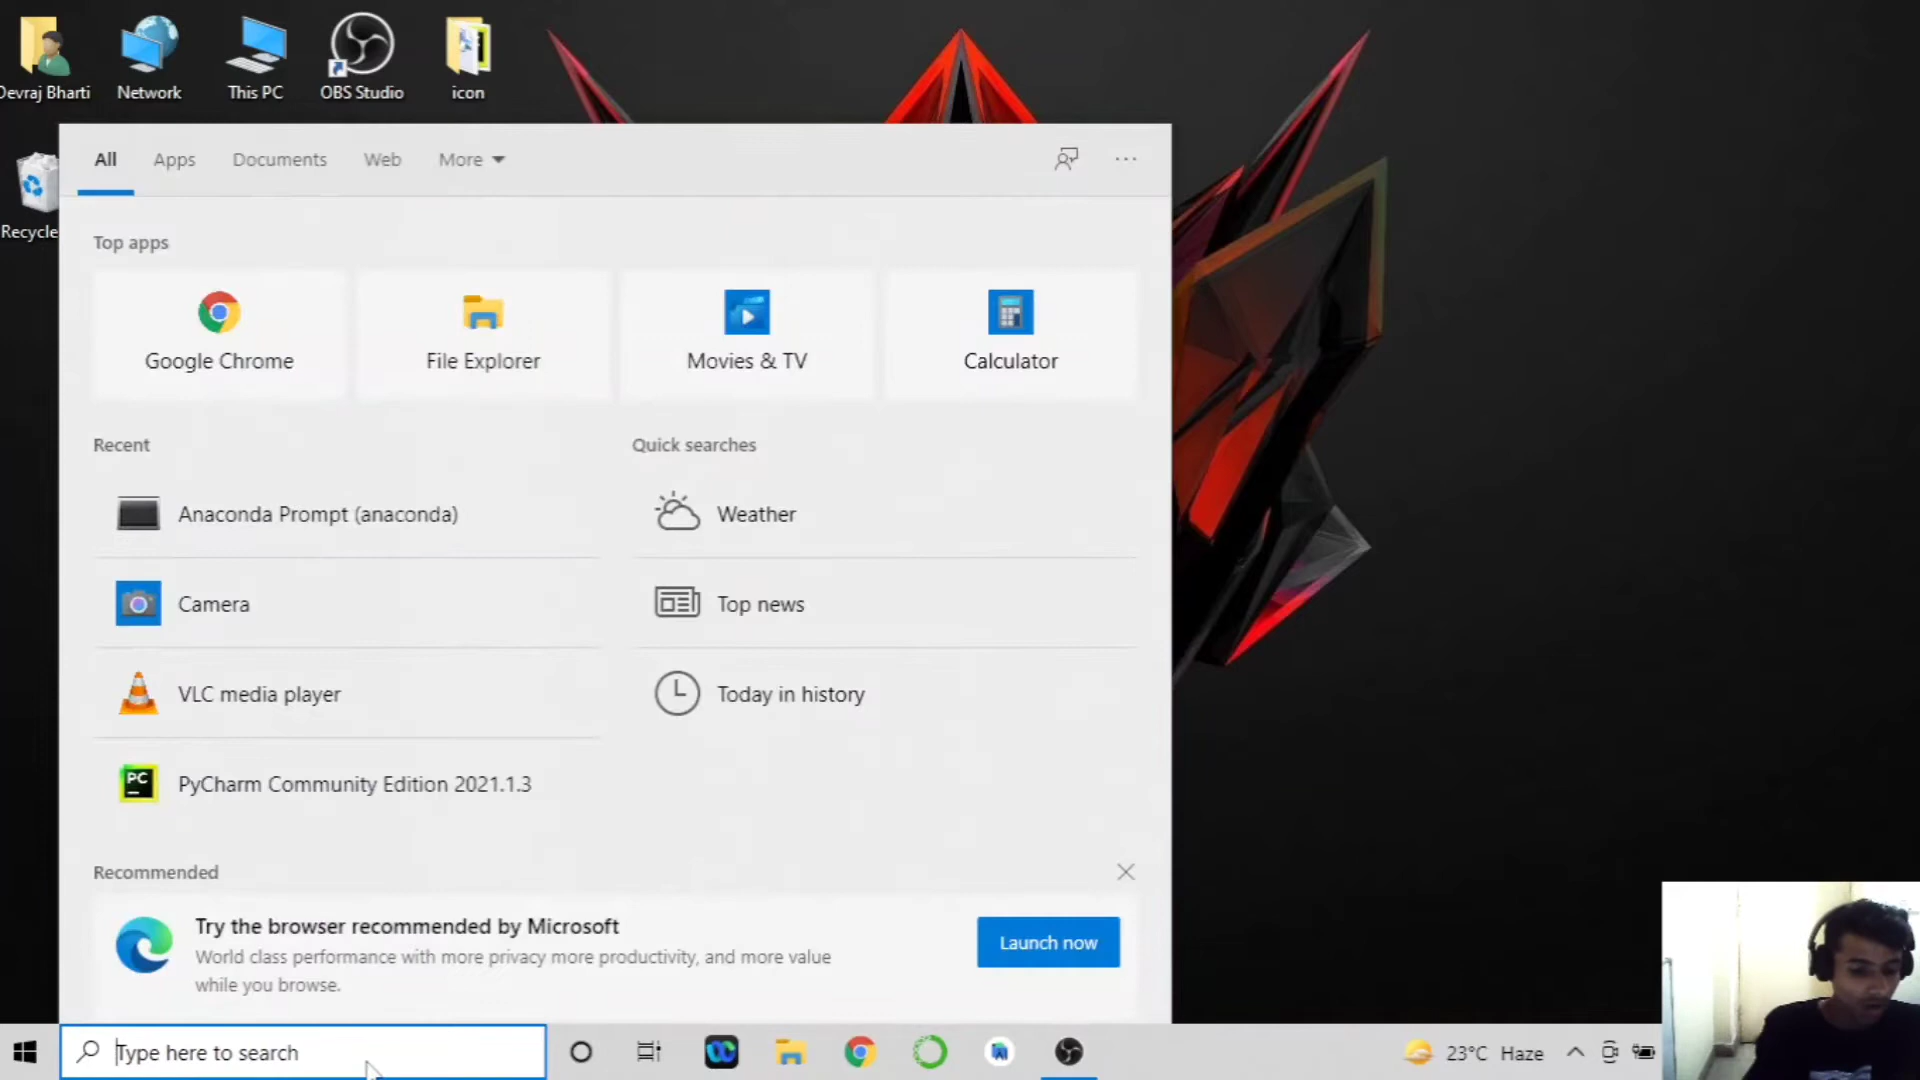 Devraj Bharti
Network
This PC
OBS Studio
icon
Recycle
All
Apps
Documents
Web
More
Top apps
Google Chrome
File Explorer
Movies & TV
Calculator
Recent
Quick searches
Anaconda Prompt (anaconda)
Weather
Camera
Top news
VLC media player
Today in history
PC
PyCharm Community Edition 2021.1.3
Recommended
Try the browser recommended by Microsoft
World class performance with more privacy more productivity, and more value
while you browse.
Launch now
Type here to search
23°C Haze